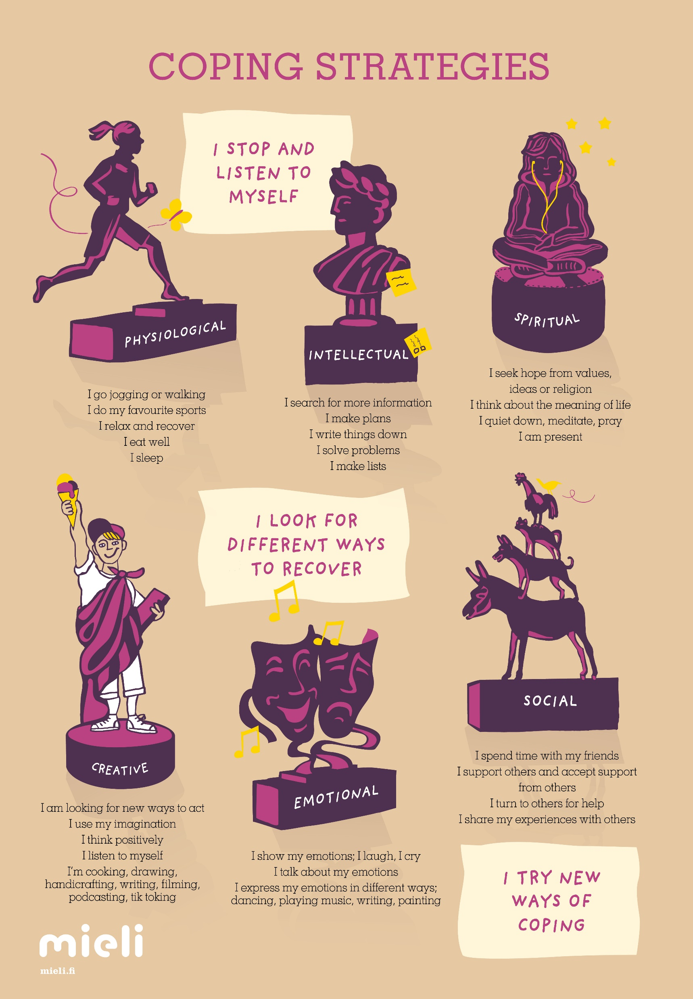 COPING STRATEGIES
I STOP AND
LISTEN TO
MYSELF
PHYSIOLOGICAL
I go jogging or walking
I do my favourite sports
I relax and recover
I eat well
I sleep
INTELLECTUAL
I search for more information
I make plans
I write things down
I solve problems
I make lists
SPIRITUAL
I seek hope from values,
ideas or religion
I think about the meaning of life
I quiet down, meditate, pray
I am present
I LOOK FOR
DIFFERENT WAYS
TO RECOVER
CREATIVE
I am looking for new ways to act
I use my imagination
I think positively
I listen to myself
I'm cooking, drawing,
handicrafting, writing, filming,
podcasting, tik toking
EMOTIONAL
I show my emotions; I laugh, I cry
I talk about my emotions
I express my emotions in different ways;
dancing, playing music, writing, painting
SOCIAL
I spend time with my friends
I support others and accept support
from others
I turn to others for help
I share my experiences with others
I TRY NEW
WAYS OF
COPING
mieli
mieli.fi